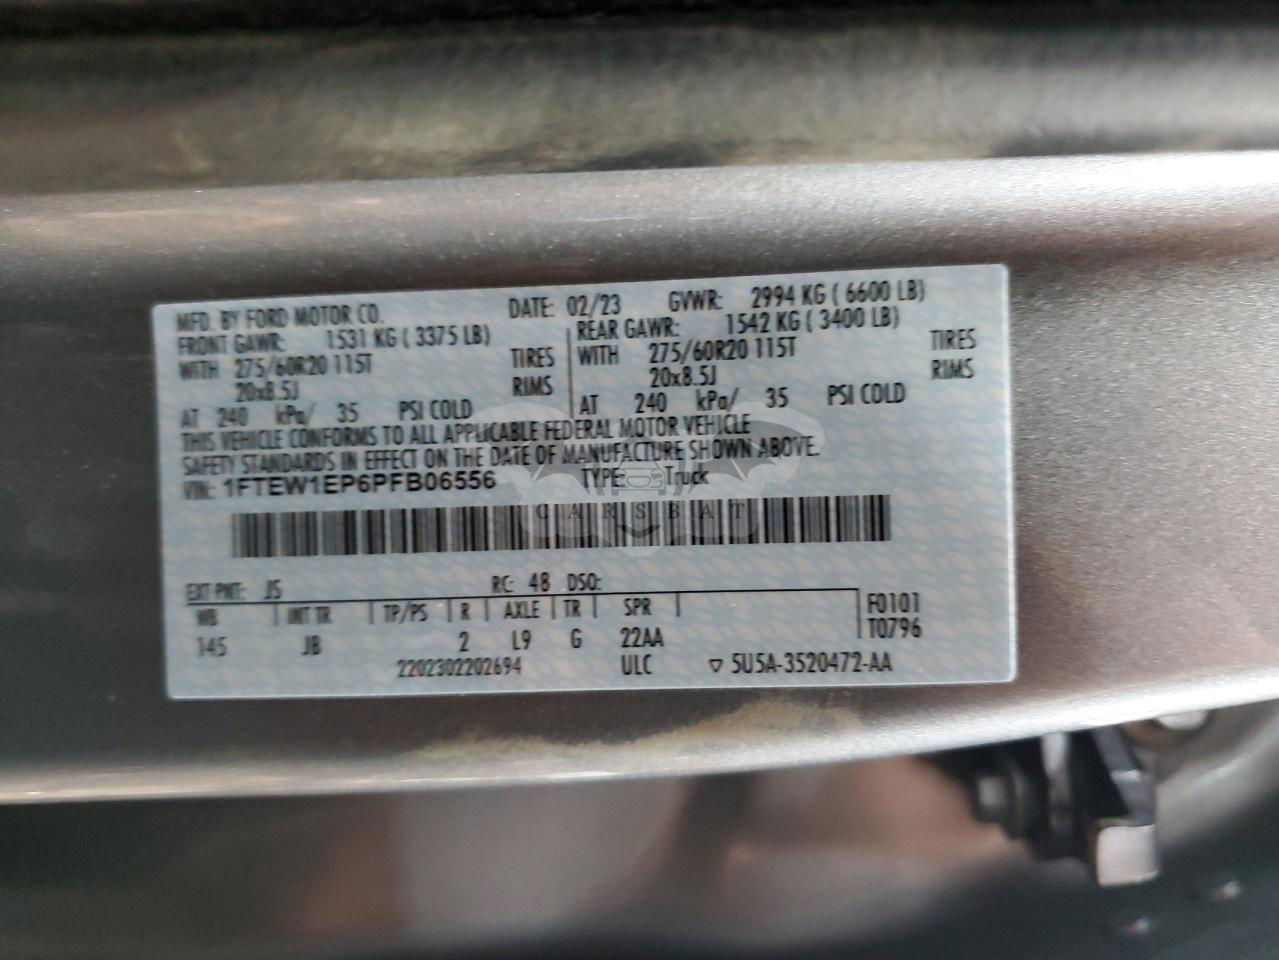 MFD. BY FORD MOTOR CO. DATE: 02/23 GVWR: 2994 KG ( 6600 LB)
FRONT GAWR: 1531 KG ( 3375 LB) REAR GAWR: 1542 KG ( 3400 LB)
WITH 275/60R20 115T TIRES WITH 275/60R20 115T TIRES
20x8.5J RIMS 20x8.5J RIMS
AT 240 kPa/ 35 PSI COLD AT 240 kPa/ 35 PSI COLD
THIS VEHICLE CONFORMS TO ALL APPLICABLE FEDERAL MOTOR VEHICLE
SAFETY STANDARDS IN EFFECT ON THE DATE OF MANUFACTURE SHOWN ABOVE.
VIN: 1FTEW1EP6PFB06556 TYPE: Truck
CARSBAT
EXT PNT: JS RC: 48 DSO:
WB INT TR TP/PS R AXLE TR SPR F0101
145 JB 2 L9 G 22AA T0796
2202302202694 ULC ▽ 5U5A-3520472-AA